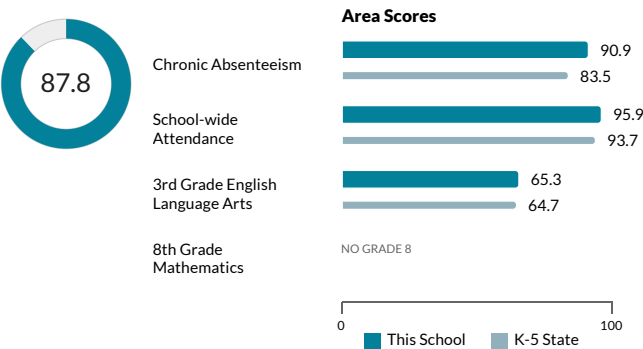 Area Scores
87.8
Chronic Absenteeism
90.9
83.5
School-wide
Attendance
95.9
93.7
3rd Grade English
Language Arts
65.3
64.7
8th Grade
Mathematics
NO GRADE 8
0
100
This School
K-5 State